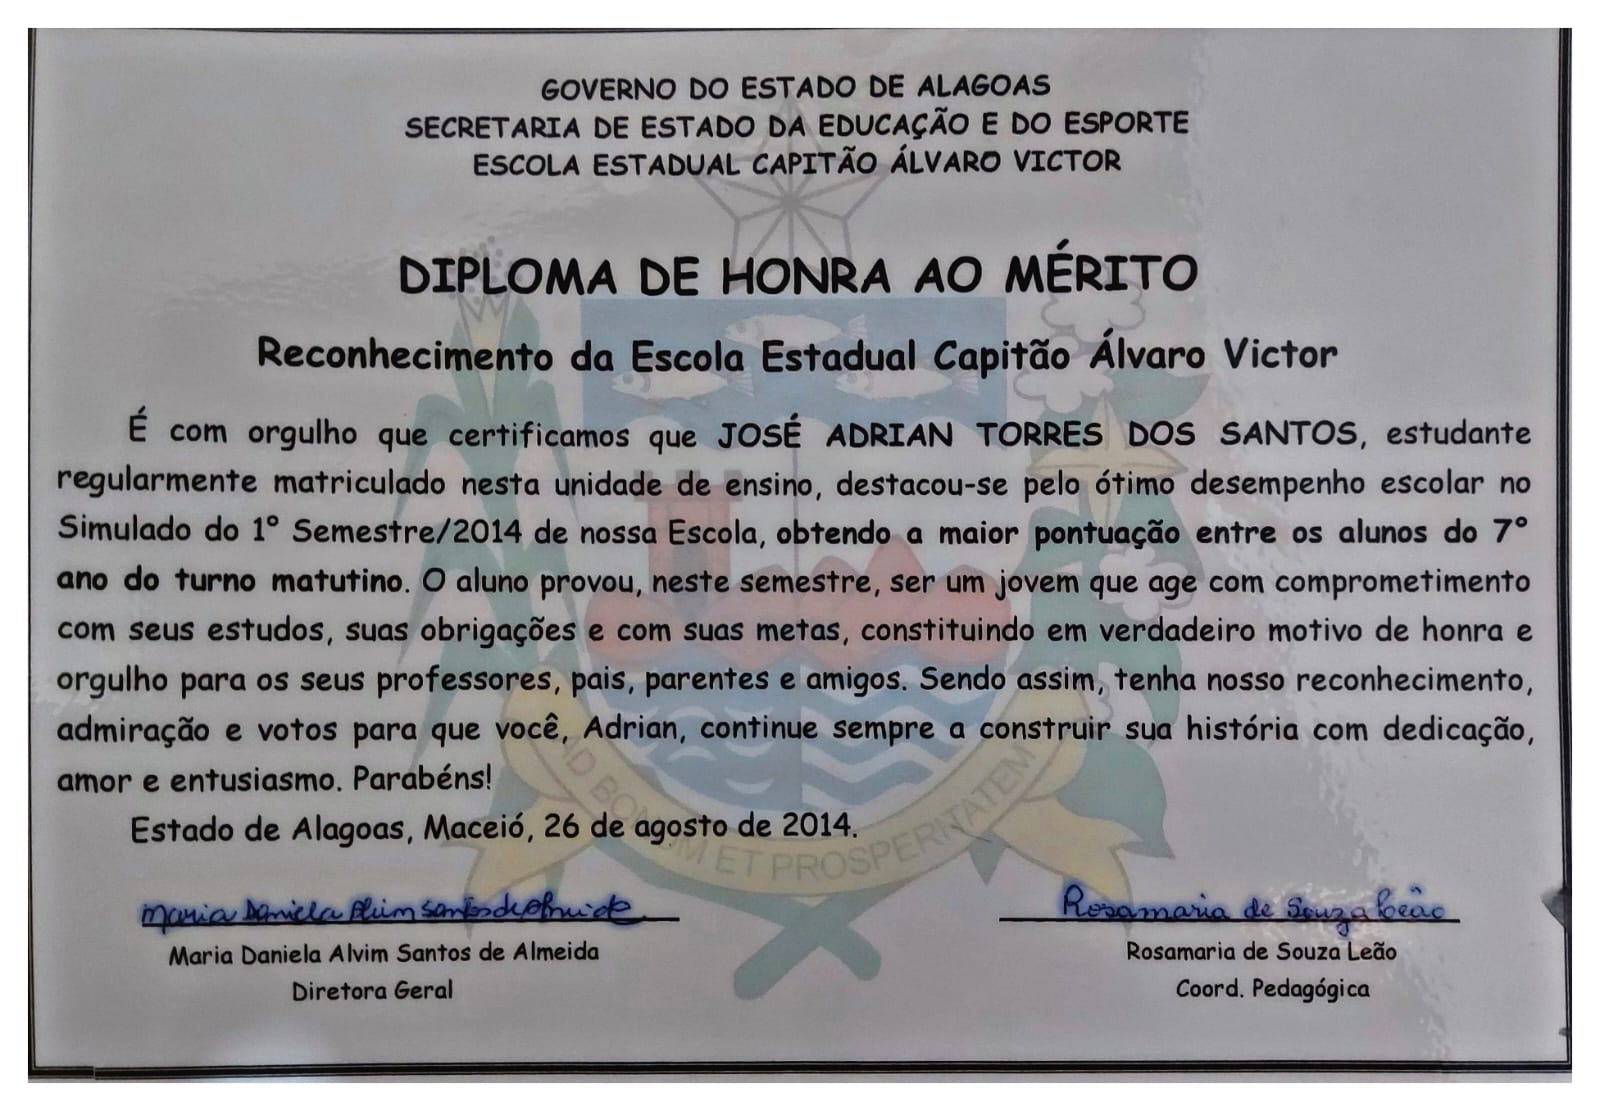 GOVERNO DO ESTADO DE ALAGOAS
SECRETARIA DE ESTADO DA EDUCAÇÃO E DO ESPORTE
ESCOLA ESTADUAL CAPITÃO ÁLVARO VICTOR
DIPLOMA DE HONRA AO MÉRITO
Reconhecimento da Escola Estadual Capitão Álvaro Victor
É com orgulho que certificamos que JOSÉ ADRIAN TORRES DOS SANTOS, estudante
regularmente matriculado nesta unidade de ensino, destacou-se pelo ótimo desempenho escolar no
Simulado do 1º Semestre/2014 de nossa Escola, obtendo a maior pontuação entre os alunos do 7º
ano do turno matutino. O aluno provou, neste semestre, ser um jovem que age com comprometimento
com seus estudos, suas obrigações e com suas metas, constituindo em verdadeiro motivo de honra e
orgulho para os seus professores, pais, parentes e amigos. Sendo assim, tenha nosso reconhecimento,
admiração e votos para que você, Adrian, continue sempre a construir sua história com dedicação,
amor e entusiasmo. Parabéns!
Estado de Alagoas, Maceió, 26 de agosto de 2014.
AD BONUM ET PROSPERITATEM
Maria Daniela Alvim Santos de Almeida
Rosamaria de Souza Leão
Maria Daniela Alvim Santos de Almeida
Rosamaria de Souza Leão
Diretora Geral
Coord. Pedagógica